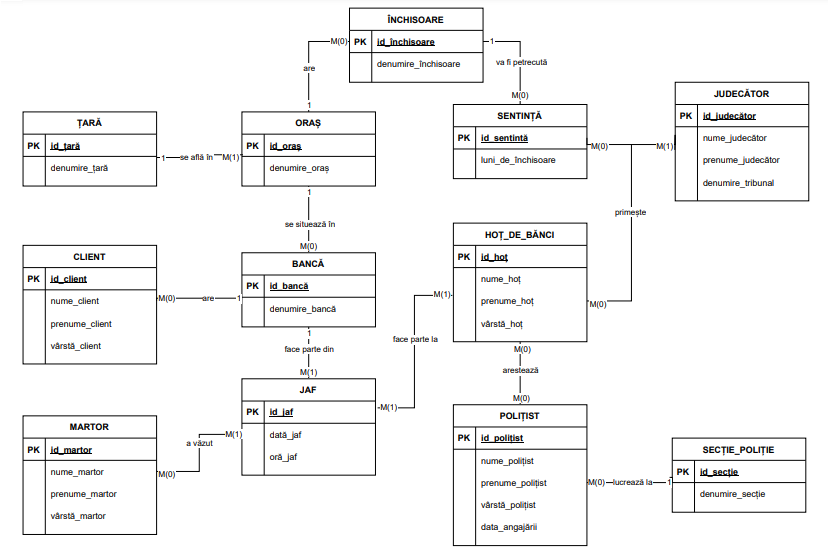 ÎNCHISOARE
PK id_închisoare
denumire_închisoare
M(0)
1
are
va fi petrecută
1
M(0)
JUDECĂTOR
PK id_judecător
nume_judecător
prenume_judecător
denumire_tribunal
ȚARĂ
PK id_țară
denumire_țară
1 se află în M(1)
ORAȘ
PK id_oraș
denumire_oraș
SENTINȚĂ
PK id_sentință
luni_de_închisoare
M(0)
M(1)
primește
M(0)
1
se situează în
M(0)
CLIENT
PK id_client
nume_client
prenume_client
vârstă_client
M(0) are 1
BANCĂ
PK id_bancă
denumire_bancă
HOȚ_DE_BĂNCI
PK id_hoț
nume_hoț
prenume_hoț
vârstă_hoț
M(1)
face parte la
M(1)
1
face parte din
M(1)
M(0)
arestează
M(0)
JAF
PK id_jaf
dată_jaf
oră_jaf
MARTOR
PK id_martor
nume_martor
prenume_martor
vârstă_martor
M(1)
a văzut
M(0)
POLIȚIST
PK id_polițist
nume_polițist
prenume_polițist
vârstă_polițist
data_angajării
M(0) lucrează la 1
SECȚIE_POLIȚIE
PK id_secție
denumire_secție